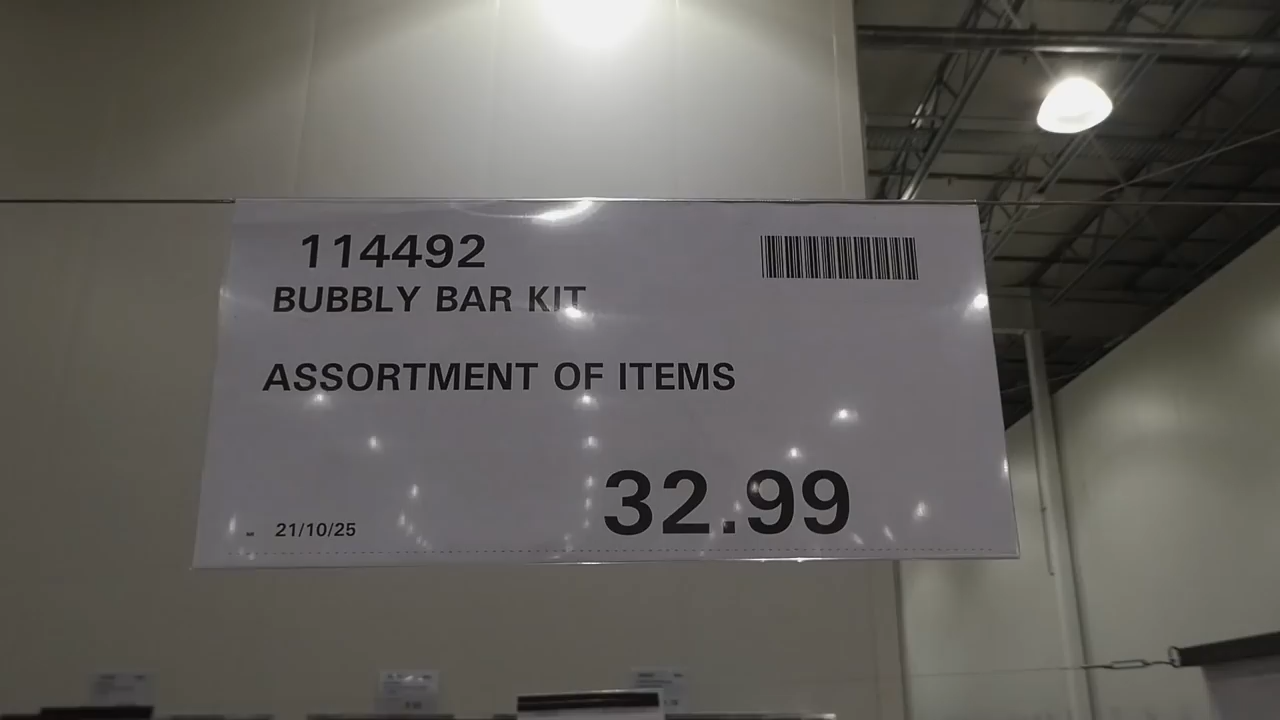 114492
BUBBLY BAR KIT
ASSORTMENT OF ITEMS
32.99
- 21/10/25